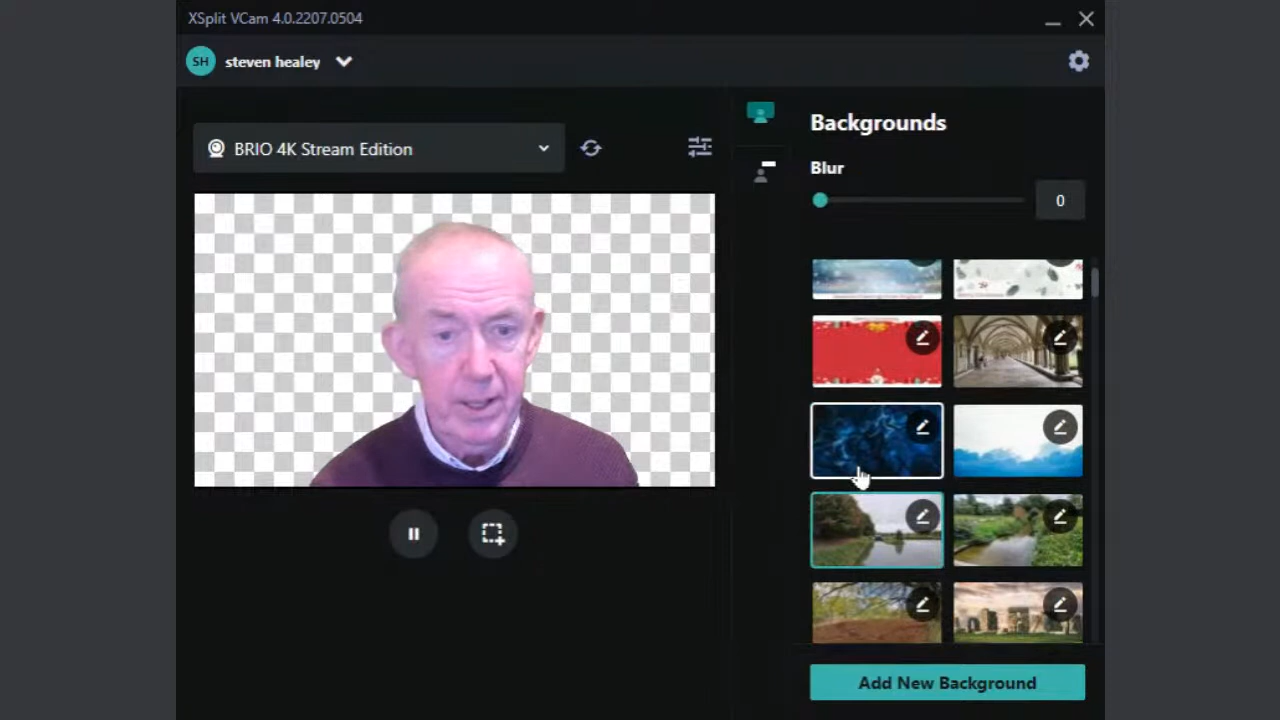 XSplit VCam 4.0.2207.0504
SH steven healey
BRIO 4K Stream Edition
Backgrounds
Blur
0
Add New Background